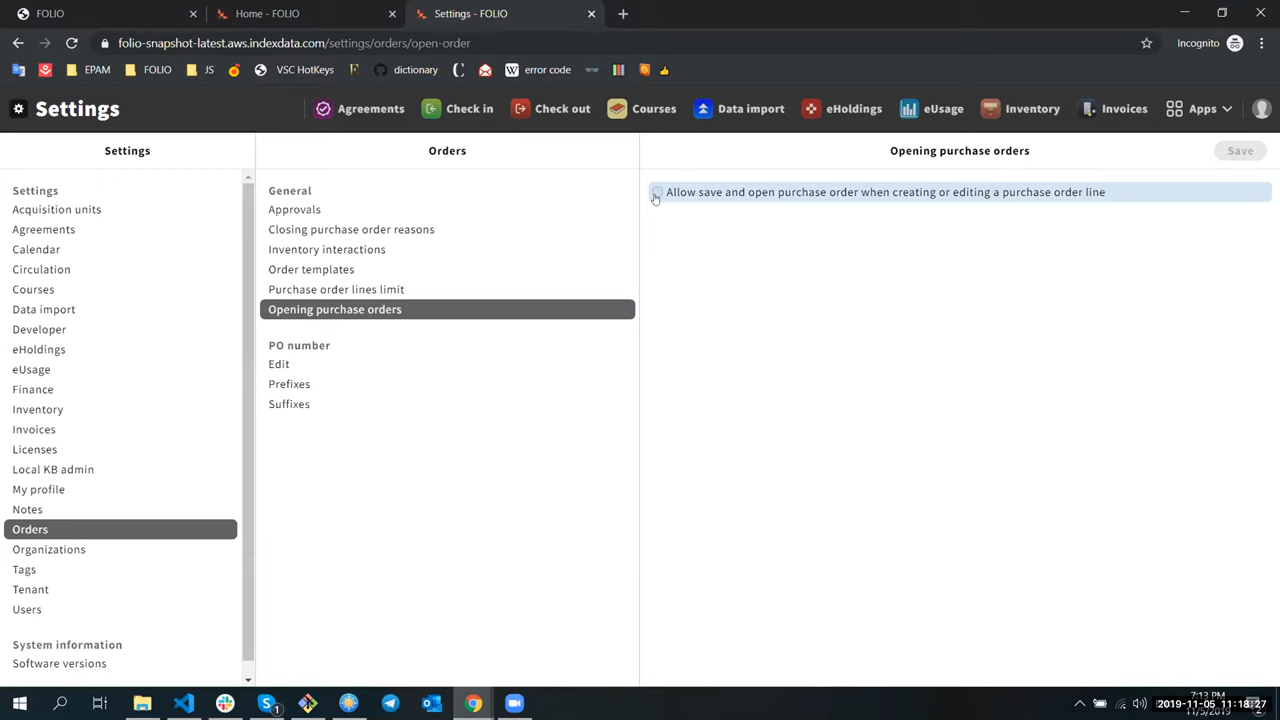 FOLIO
Home - FOLIO
Settings - FOLIO
folio-snapshot-latest.aws.indexdata.com/settings/orders/open-order
Incognito
EPAM
FOLIO
JS
VSC HotKeys
dictionary
error code
Settings
Agreements
Check in
Check out
Courses
Data import
eHoldings
eUsage
Inventory
Invoices
Apps
Settings
Orders
Opening purchase orders
Save
Settings
Acquisition units
Agreements
Calendar
Circulation
Courses
Data import
Developer
eHoldings
eUsage
Finance
Inventory
Invoices
Licenses
Local KB admin
My profile
Notes
Orders
Organizations
Tags
Tenant
Users
System information
Software versions
General
Approvals
Closing purchase order reasons
Inventory interactions
Order templates
Purchase order lines limit
Opening purchase orders
PO number
Edit
Prefixes
Suffixes
Allow save and open purchase order when creating or editing a purchase order line
7:13 PM
2019-11-05 11:18:27